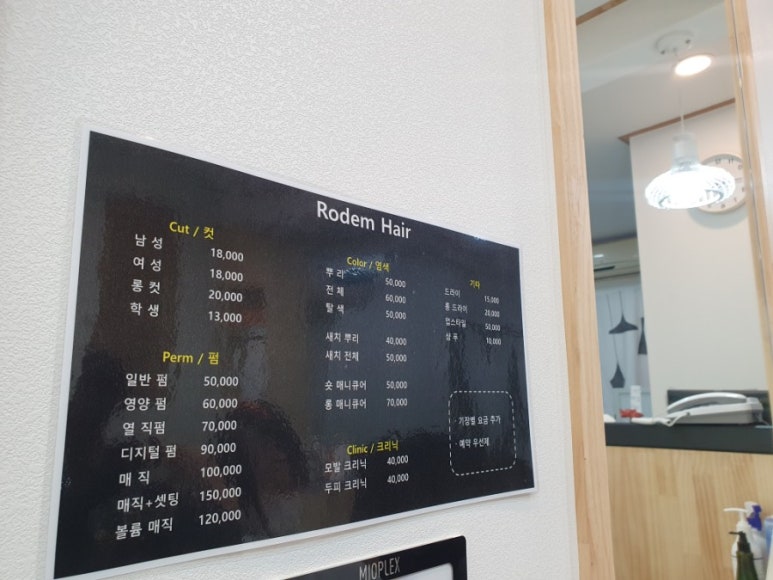 Rodem Hair
Cut / 컷
남 성 18,000
여 성 18,000
롱 컷 20,000
학 생 13,000
Perm / 펌
일반 펌 50,000
영양 펌 60,000
열 직펌 70,000
디지털 펌 90,000
매 직 100,000
매직+셋팅 150,000
볼륨 매직 120,000
Color / 염색
뿌 리 50,000
전 체 60,000
탈 색 50,000
새치 뿌리 40,000
새치 전체 50,000
숏 매니큐어 50,000
롱 매니큐어 70,000
Clinic / 크리닉
모발 크리닉 40,000
두피 크리닉 40,000
기타
드라이 15,000
롱 드라이 20,000
업스타일 50,000
샴 푸 10,000
· 기장별 요금 추가
· 예약 우선제
MIOPLEX